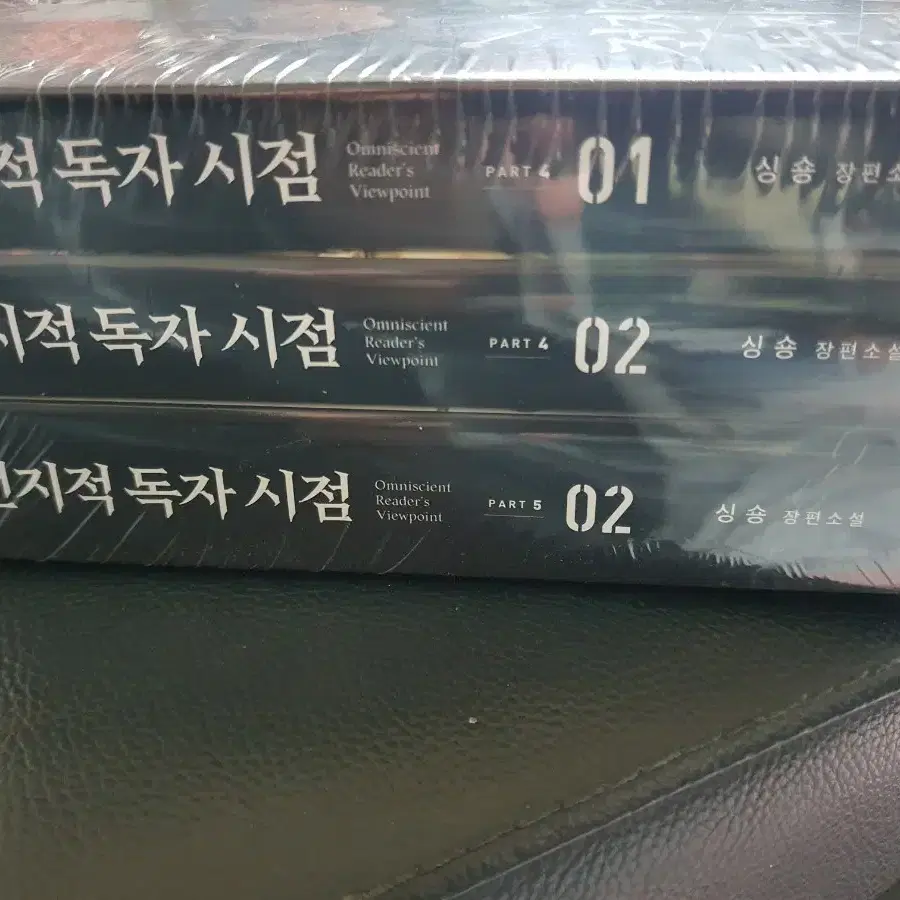 적 독자 시점 Omniscient Reader's Viewpoint PART 4 01 싱숑 장편소
지적 독자 시점 Omniscient Reader's Viewpoint PART 4 02 싱숑 장편소설
인지적 독자 시점 Omniscient Reader's Viewpoint PART 5 02 싱숑 장편소설